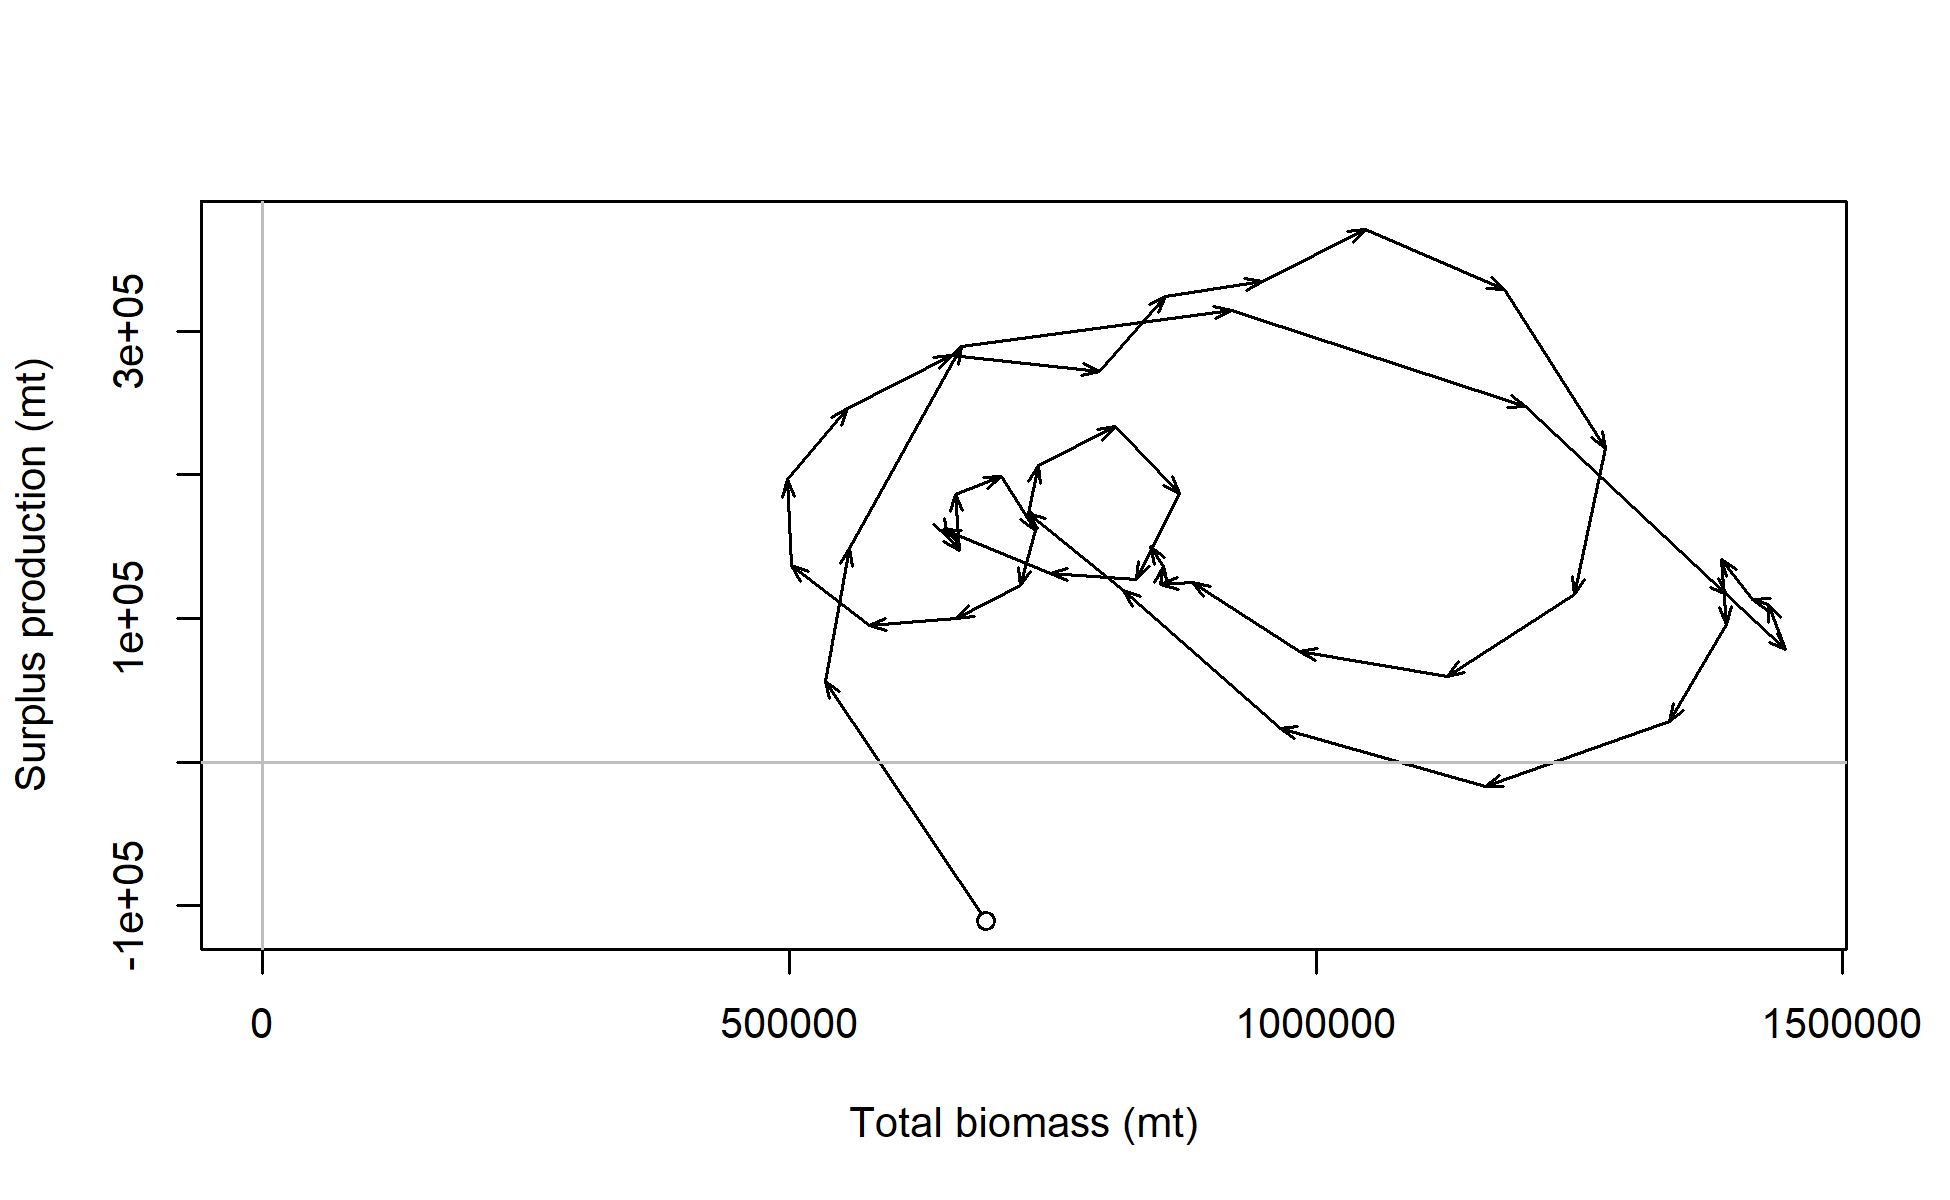 Surplus production (mt)
3e+05
1e+05
-1e+05
0 500000 1000000 1500000
Total biomass (mt)